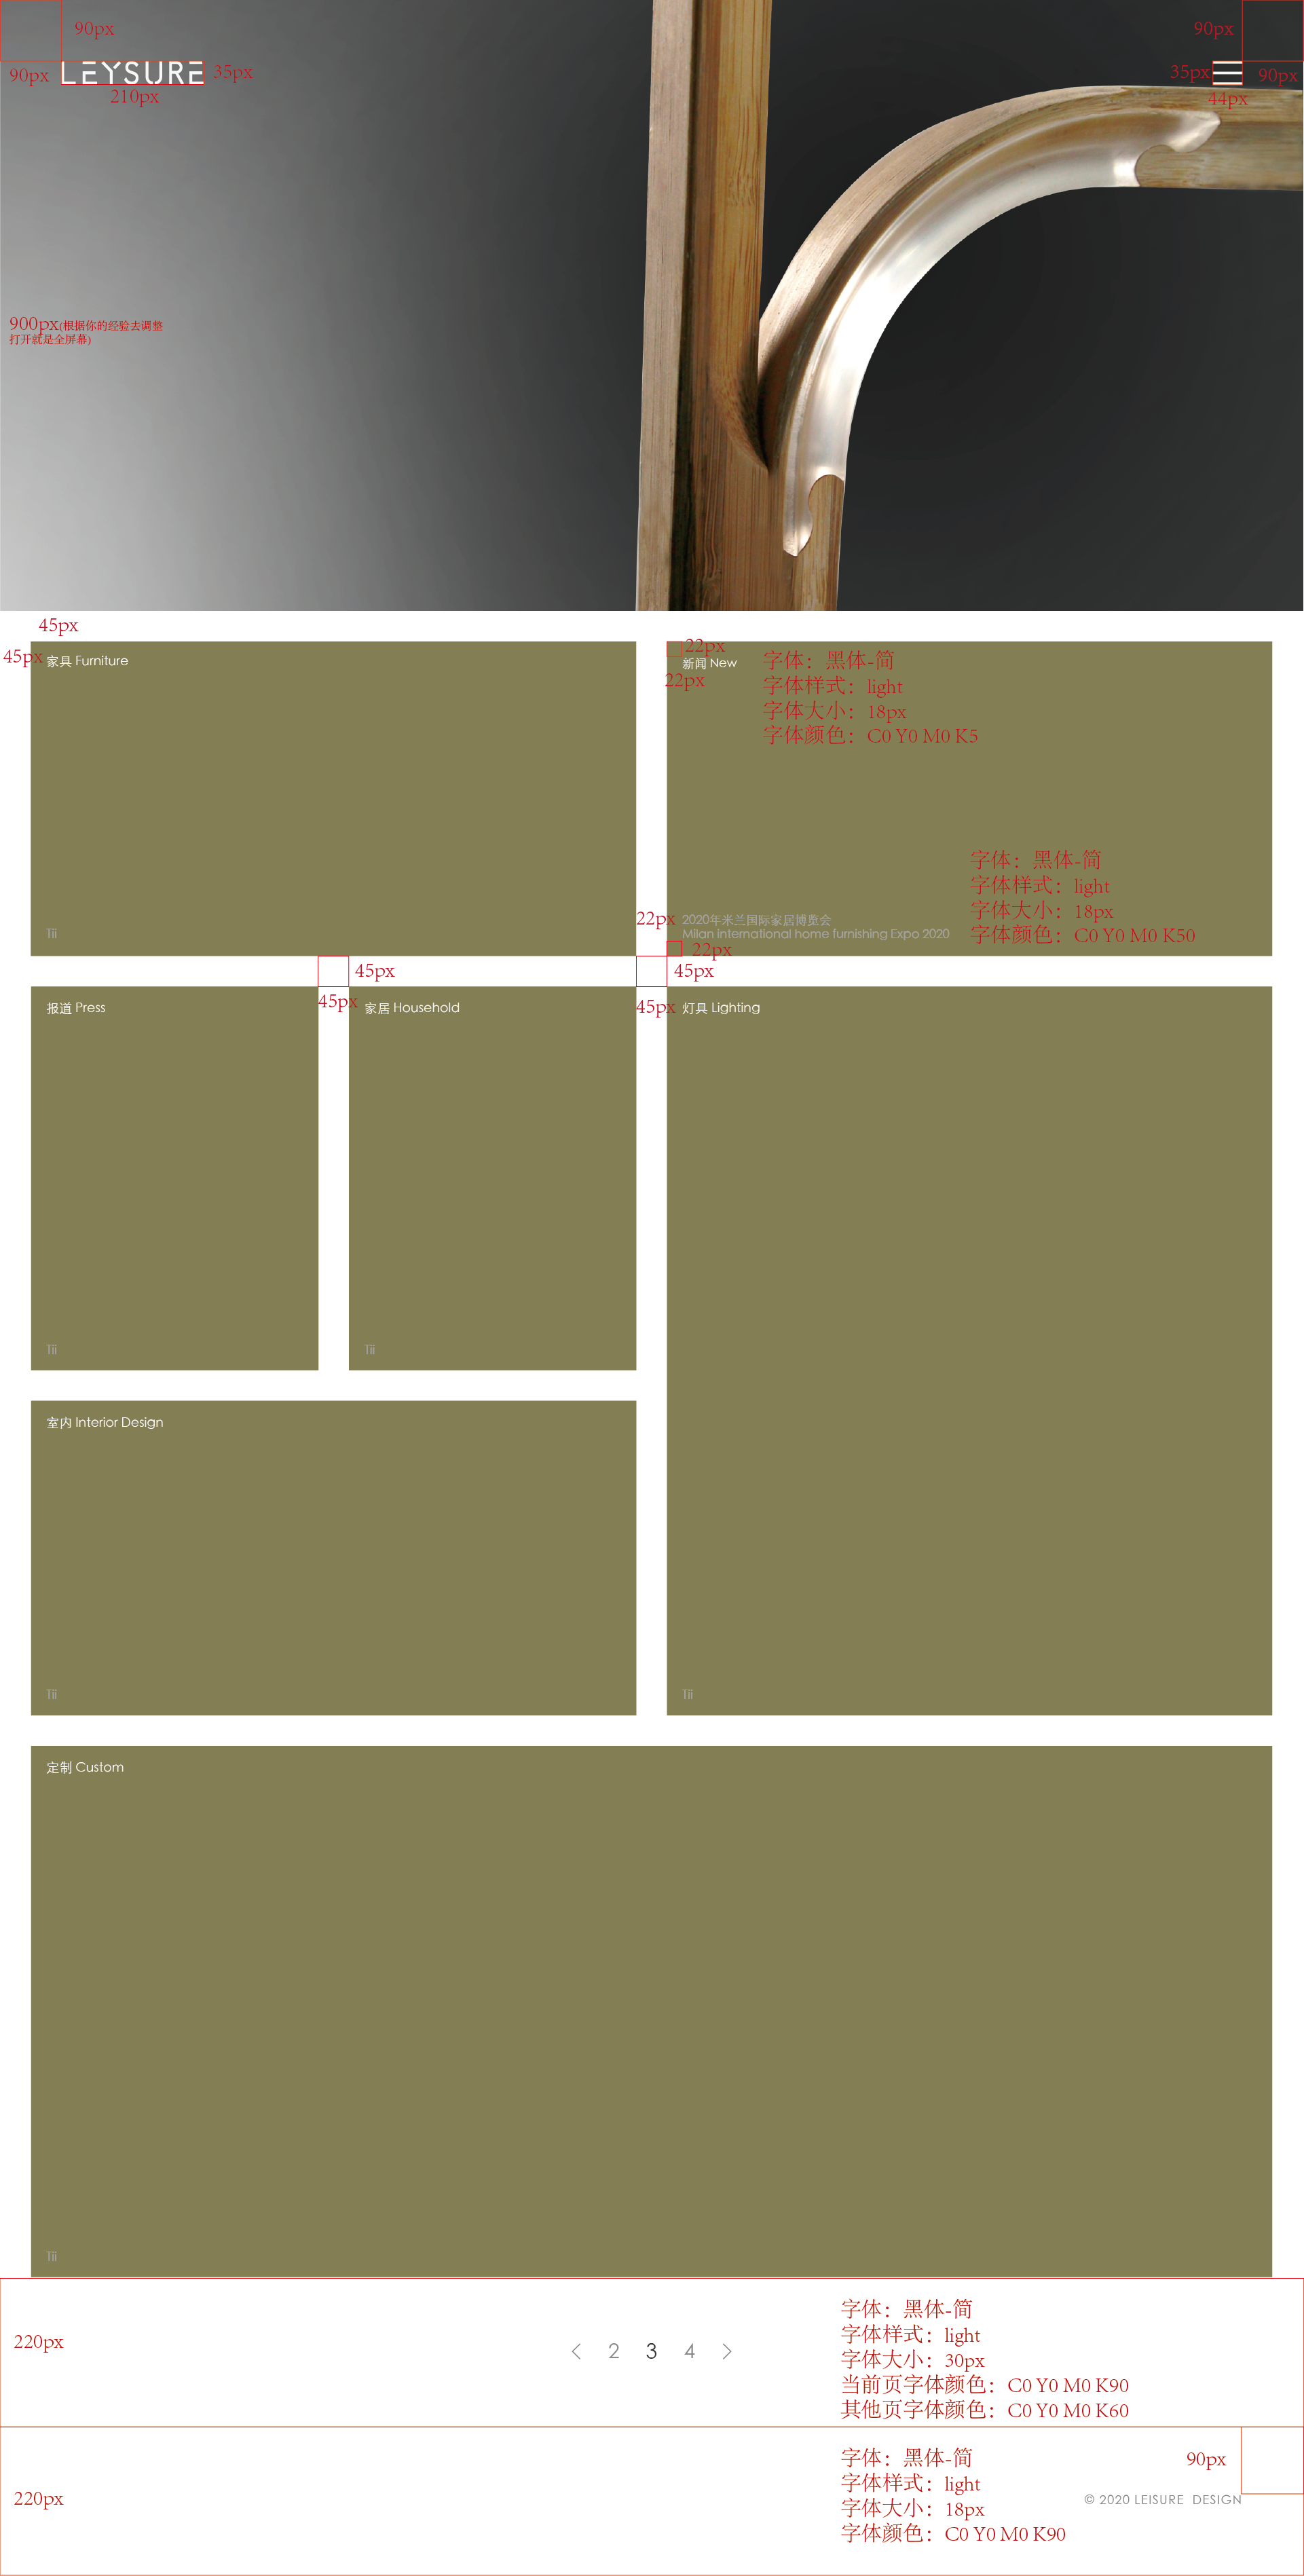 90px
90px
90px
LEYSURE
35px
35px
90px
210px
44px
900px(根据你的经验去调整
打开就是全屏幕)
45px
45px
家具 Furniture
22px
新闻 New
22px
字体：黑体-简
字体样式：light
字体大小：18px
字体颜色：C0 Y0 M0 K5
字体：黑体-简
字体样式：light
字体大小：18px
字体颜色：C0 Y0 M0 K50
Tii
22px
2020年米兰国际家居博览会
Milan international home furnishing Expo 2020
22px
45px
45px
45px
45px
报道 Press
家居 Household
灯具 Lighting
Tii
Tii
室内 Interior Design
Tii
Tii
定制 Custom
Tii
220px
2 3 4
字体：黑体-简
字体样式：light
字体大小：30px
当前页字体颜色：C0 Y0 M0 K90
其他页字体颜色：C0 Y0 M0 K60
220px
字体：黑体-简
字体样式：light
字体大小：18px
字体颜色：C0 Y0 M0 K90
90px
© 2020 LEISURE DESIGN